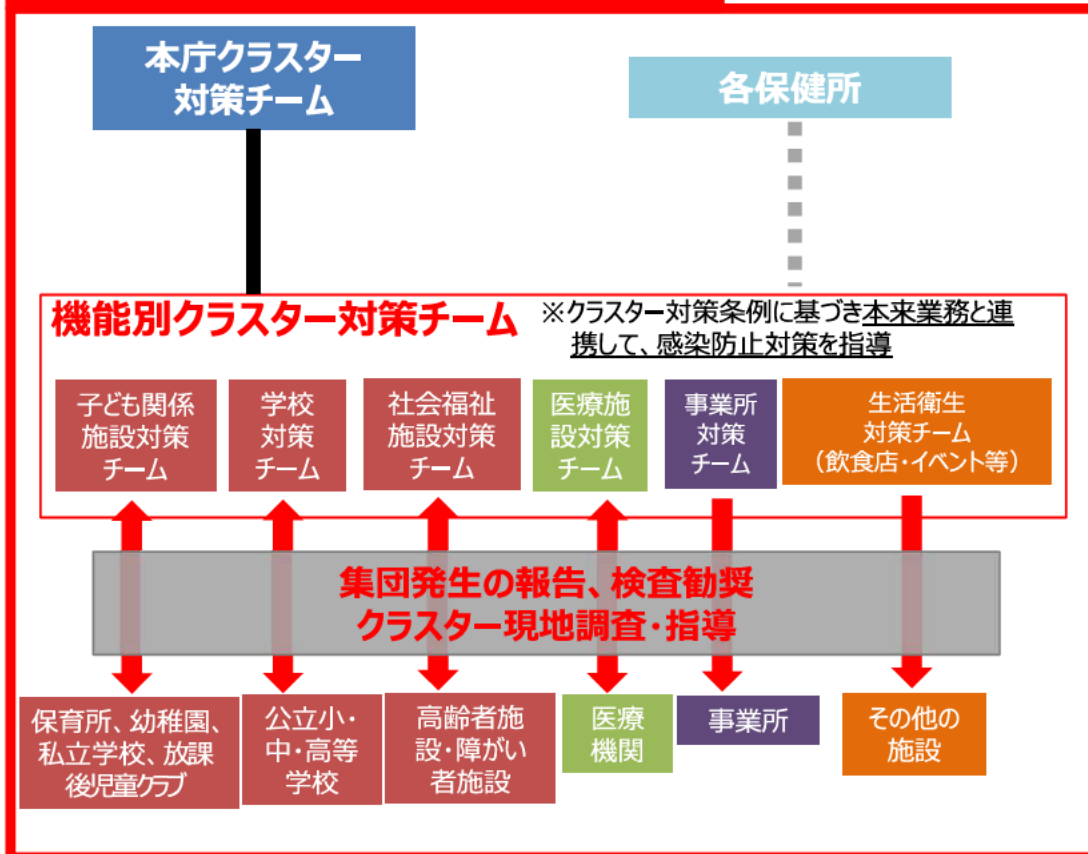 本庁クラスター
対策チーム
各保健所
機能別クラスター対策チーム
※クラスター対策条例に基づき本来業務と連
携して、感染防止対策を指導
子ども関係
施設対策
チーム
学校
対策
チーム
社会福祉
施設対策
チーム
医療施
設対策
チーム
事業所
対策
チーム
生活衛生
対策チーム
（飲食店・イベント等）
集団発生の報告、検査勧奨
クラスター現地調査・指導
保育所、幼稚園、
私立学校、放課
後児童クラブ
公立小・
中・高等
学校
高齢者施
設・障がい
者施設
医療
機関
事業所
その他の
施設